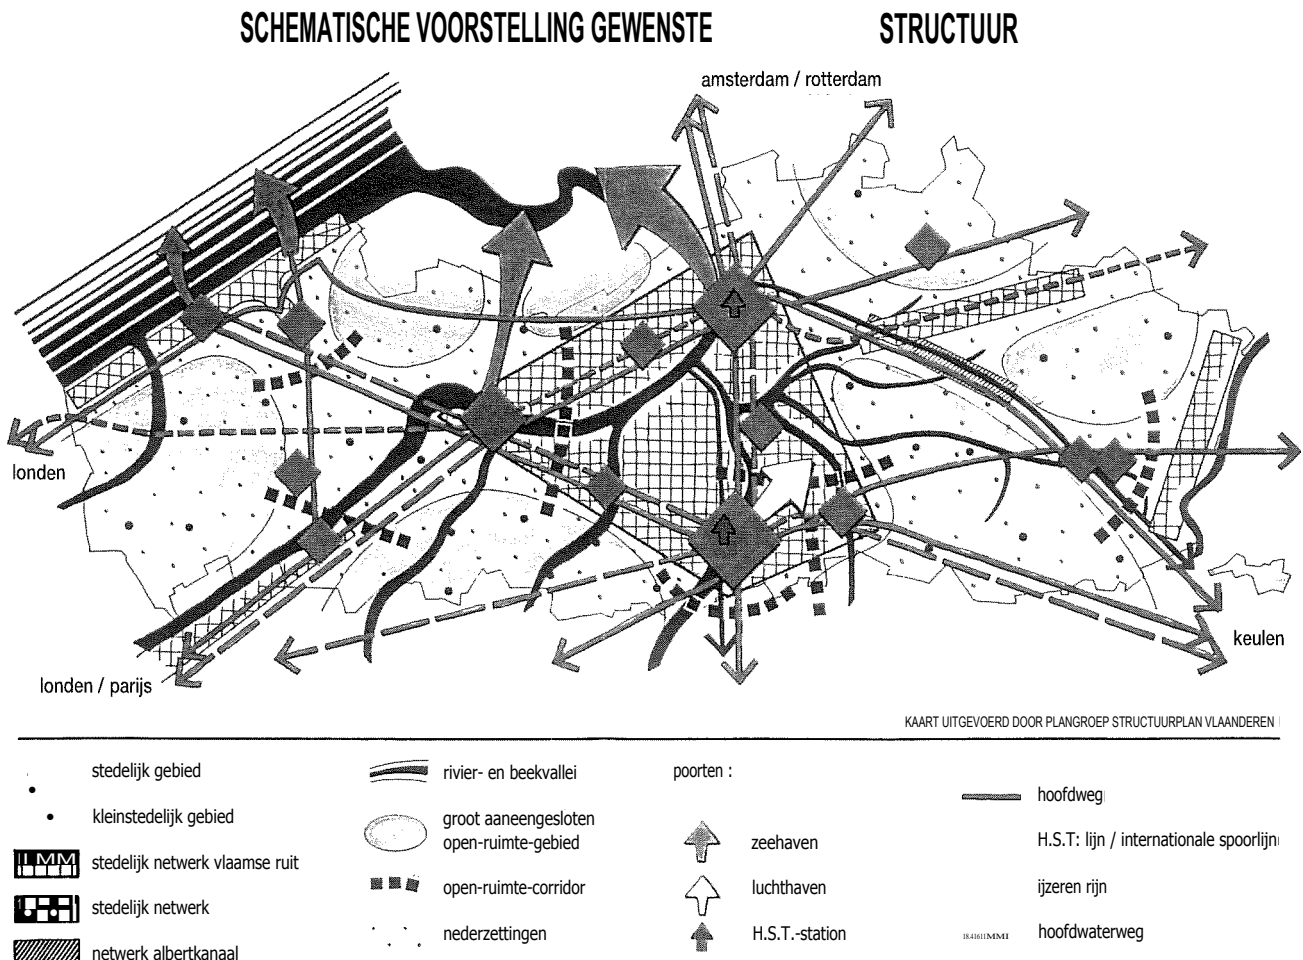 SCHEMATISCHE VOORSTELLING GEWENSTE STRUCTUUR
amsterdam / rotterdam
londen
keulen
londen / parijs
KAART UITGEVOERD DOOR PLANGROEP STRUCTUURPLAN VLAANDEREN
stedelijk gebied
kleinstedelijk gebied
stedelijk netwerk vlaamse ruit
stedelijk netwerk
netwerk albertkanaal
rivier- en beekvallei
groot aaneengesloten
open-ruimte-gebied
open-ruimte-corridor
nederzettingen
poorten :
zeehaven
luchthaven
H.S.T.-station
hoofdweg
H.S.T: lijn / internationale spoorlijn
ijzeren rijn
hoofdwaterweg